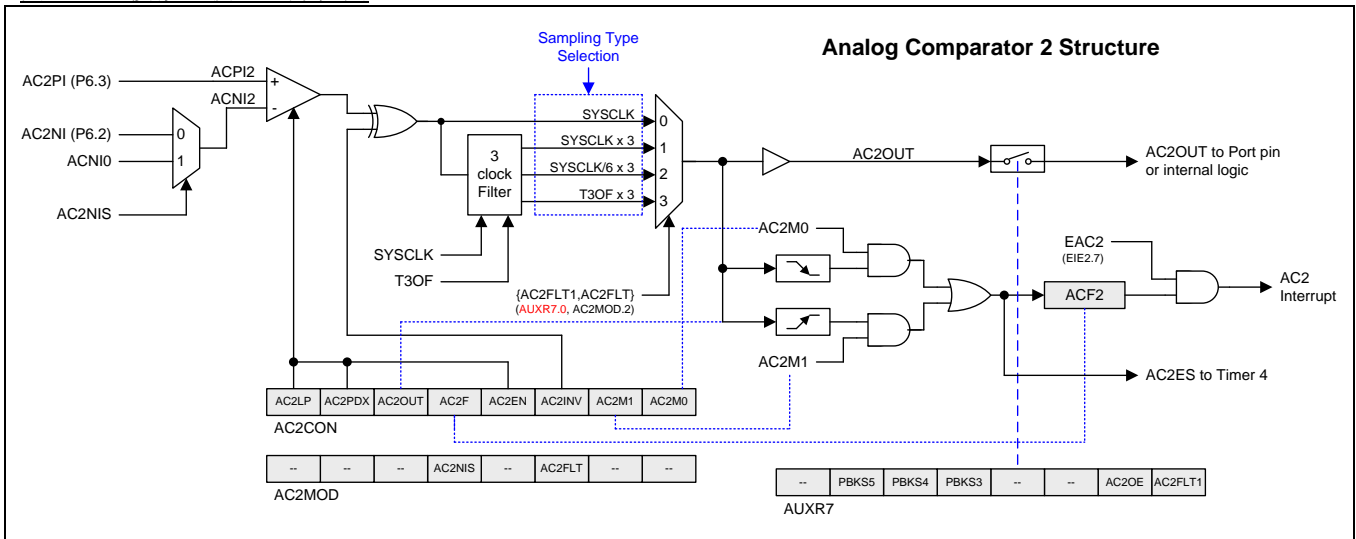 Analog Comparator 2 Structure
Sampling Type
Selection
AC2PI (P6.3)
ACPI2
+
ACNI2
-
AC2NI (P6.2)
0
ACNI0
1
AC2NIS
SYSCLK
0
SYSCLK x 3
1
SYSCLK/6 x 3
2
T3OF x 3
3
3
clock
Filter
SYSCLK
T3OF
{AC2FLT1,AC2FLT}
(AUXR7.0, AC2MOD.2)
AC2OUT
AC2OUT to Port pin
or internal logic
AC2M0
AC2M1
EAC2
(EIE2.7)
ACF2
AC2
Interrupt
AC2ES to Timer 4
AC2LP AC2PDX AC2OUT AC2F AC2EN AC2INV AC2M1 AC2M0
AC2CON
-- -- -- AC2NIS -- AC2FLT -- --
AC2MOD
-- PBKS5 PBKS4 PBKS3 -- -- AC2OE AC2FLT1
AUXR7